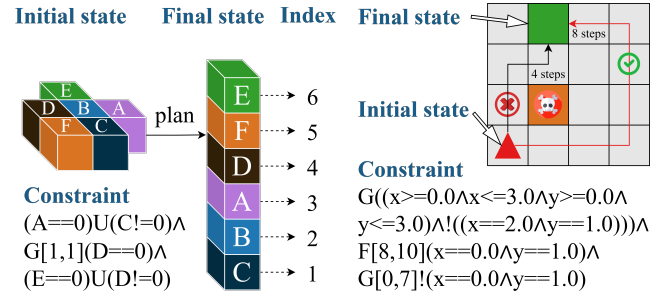 Initial state
Final state
Index
E
D
B
A
F
C
plan
E
F
D
A
B
C
6
5
4
3
2
1
Constraint
(A==0)U(C!=0)∧
G[1,1](D==0)∧
(E==0)U(D!=0)
Final state
8 steps
4 steps
Initial state
Constraint
G((x>=0.0∧x<=3.0∧y>=0.0∧
y<=3.0)∧!((x==2.0∧y==1.0)))∧
F[8,10](x==0.0∧y==1.0)∧
G[0,7]!(x==0.0∧y==1.0)